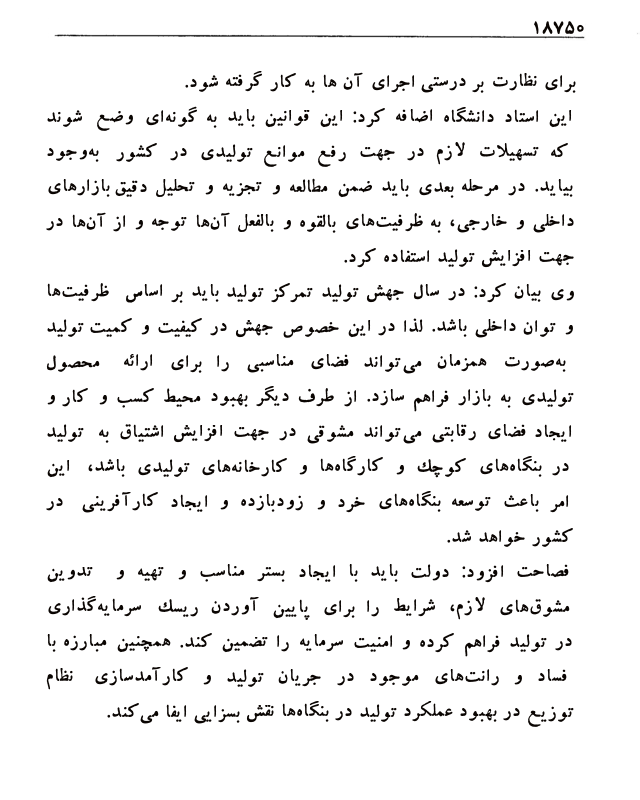 ۱۸۷۵۰
برای نظارت بر درستی اجرای آن ها به کار گرفته شود.
این استاد دانشگاه اضافه کرد: این قوانین باید به گونه‌ای وضع شوند
که تسهیلات لازم در جهت رفع موانع تولیدی در کشور به‌وجود
بیاید. در مرحله بعدی باید ضمن مطالعه و تجزیه و تحلیل دقیق بازارهای
داخلی و خارجی، به ظرفیت‌های بالقوه و بالفعل آن‌ها توجه و از آن‌ها در
جهت افزایش تولید استفاده کرد.
وی بیان کرد: در سال جهش تولید تمرکز تولید باید بر اساس ظرفیت‌ها
و توان داخلی باشد. لذا در این خصوص جهش در کیفیت و کمیت تولید
به‌صورت همزمان می‌تواند فضای مناسبی را برای ارائه محصول
تولیدی به بازار فراهم سازد. از طرف دیگر بهبود محیط کسب و کار و
ایجاد فضای رقابتی می‌تواند مشوقی در جهت افزایش اشتیاق به تولید
در بنگاه‌های کوچك و کارگاه‌ها و کارخانه‌های تولیدی باشد، این
امر باعث توسعه بنگاه‌های خرد و زودبازده و ایجاد کارآفرینی در
کشور خواهد شد.
فصاحت افزود: دولت باید با ایجاد بستر مناسب و تهیه و تدوین
مشوق‌های لازم، شرایط را برای پایین آوردن ریسك سرمایه‌گذاری
در تولید فراهم کرده و امنیت سرمایه را تضمین کند. همچنین مبارزه با
فساد و رانت‌های موجود در جریان تولید و کارآمدسازی نظام
توزیع در بهبود عملکرد تولید در بنگاه‌ها نقش بسزایی ایفا می‌کند.